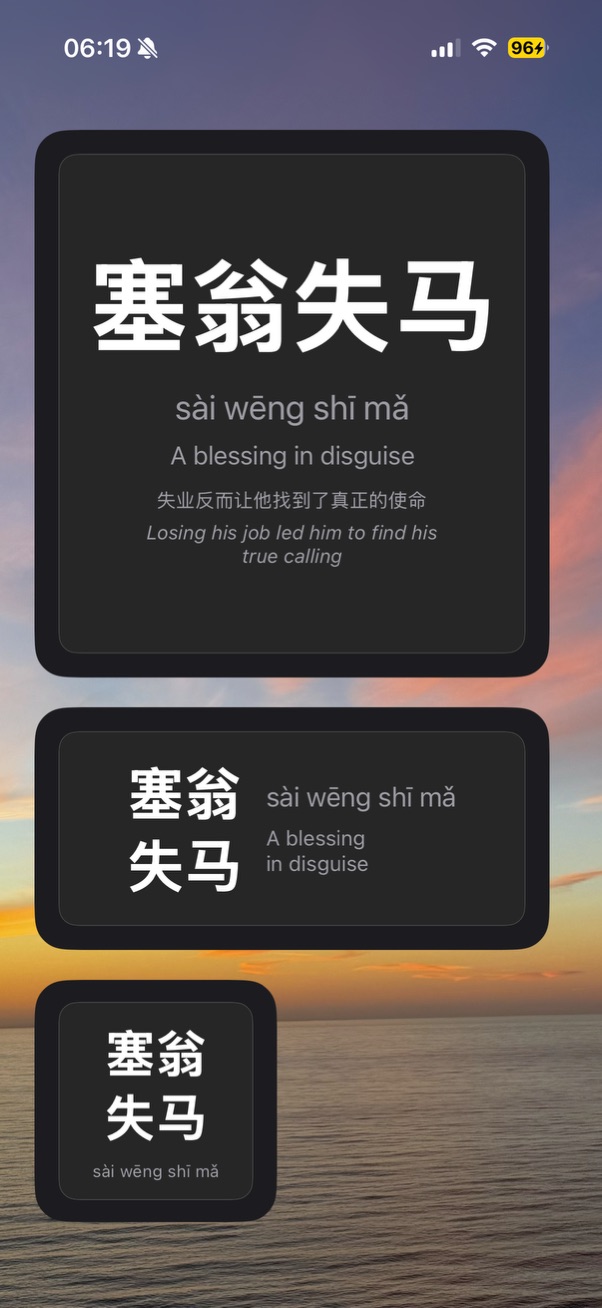 06:19
96
塞翁失马
sài wēng shī mǎ
A blessing in disguise
失业反而让他找到了真正的使命
Losing his job led him to find his
true calling
塞翁
失马
sài wēng shī mǎ
A blessing
in disguise
塞翁
失马
sài wēng shī mǎ